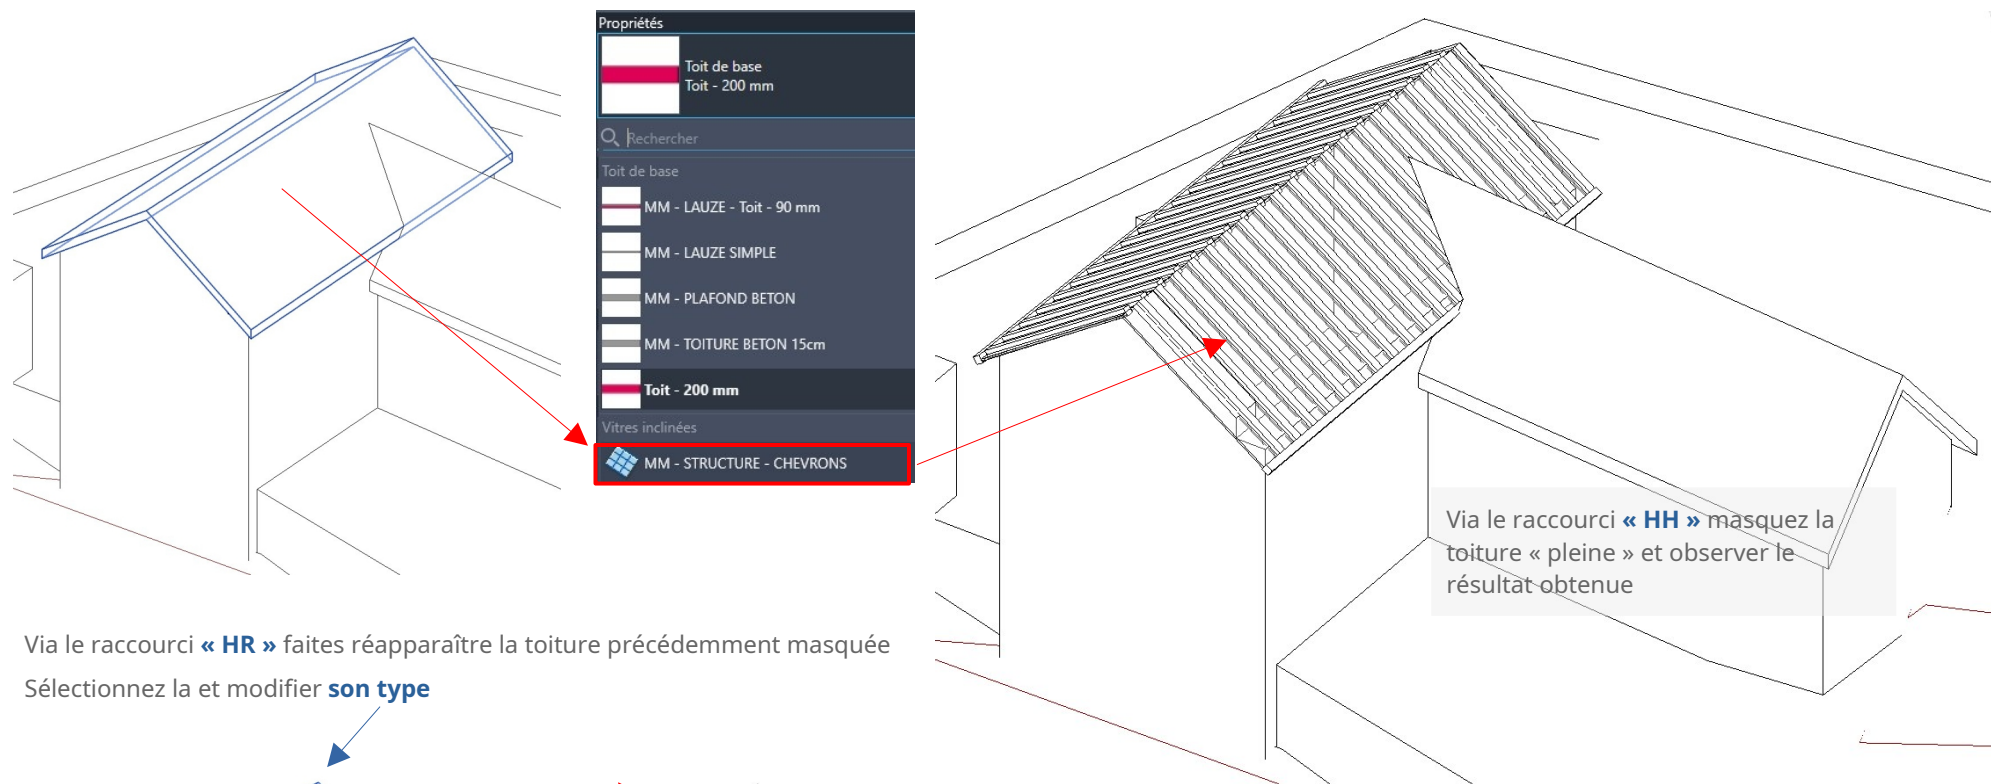 Propriétés
Toit de base
Toit - 200 mm
Rechercher
Toit de base
MM - LAUZE - Toit - 90 mm
MM - LAUZE SIMPLE
MM - PLAFOND BETON
MM - TOITURE BETON 15cm
Toit - 200 mm
Vitres inclinées
MM - STRUCTURE - CHEVRONS
Via le raccourci « HH » masquez la
toiture « pleine » et observer le
résultat obtenue
Via le raccourci « HR » faites réapparaître la toiture précédemment masquée
Sélectionnez la et modifier son type